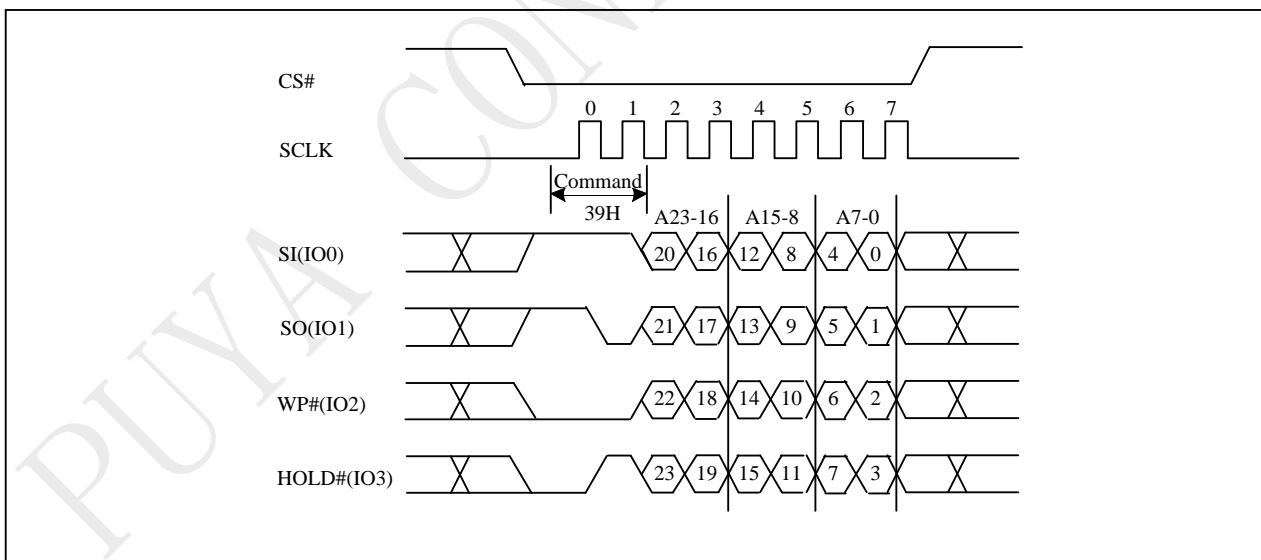 PUYA CON
CS#
0 1 2 3 4 5 6 7
SCLK
Command
39H
A23-16 A15-8 A7-0
SI(IO0) 20 16 12 8 4 0
SO(IO1) 21 17 13 9 5 1
WP#(IO2) 22 18 14 10 6 2
HOLD#(IO3) 23 19 15 11 7 3